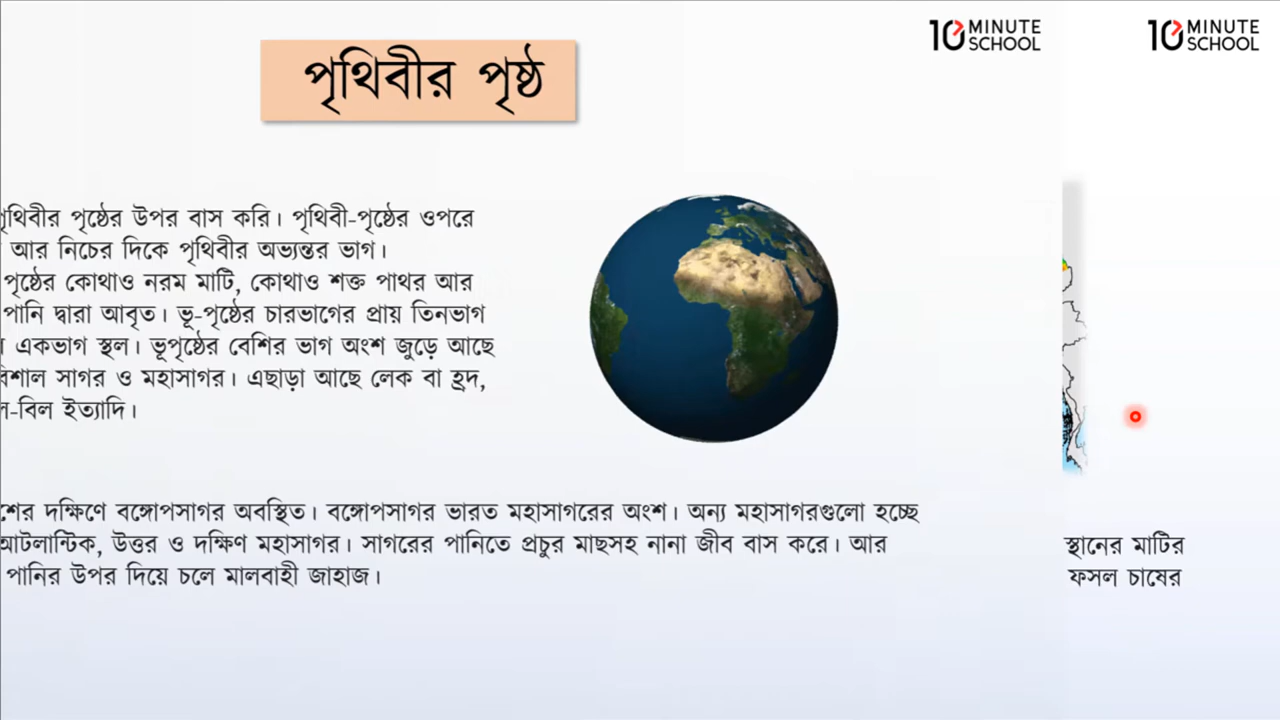 10 MINUTE SCHOOL
10 MINUTE SCHOOL
পৃথিবীর পৃষ্ঠ
পৃষ্ঠের উপর বাস করি। পৃথিবী-পৃষ্ঠের ওপরে
আর নিচের দিকে পৃথিবীর অভ্যন্তর ভাগ।
পৃষ্ঠের কোথাও নরম মাটি, কোথাও শক্ত পাথর আর
পানি দ্বারা আবৃত। ভূ-পৃষ্ঠের চারভাগের প্রায় তিনভাগ
একভাগ স্থল। ভূপৃষ্ঠের বেশির ভাগ অংশ জুড়ে আছে
সাগর ও মহাসাগর। এছাড়া আছে লেক বা হ্রদ,
ল-বিল ইত্যাদি।
শের দক্ষিণে বঙ্গোপসাগর অবস্থিত। বঙ্গোপসাগর ভারত মহাসাগরের অংশ। অন্য মহাসাগরগুলো হচ্ছে
আটলান্টিক, উত্তর ও দক্ষিণ মহাসাগর। সাগরের পানিতে প্রচুর মাছসহ নানা জীব বাস করে। আর
পানির উপর দিয়ে চলে মালবাহী জাহাজ।
স্থানের মাটির
ফসল চাষের